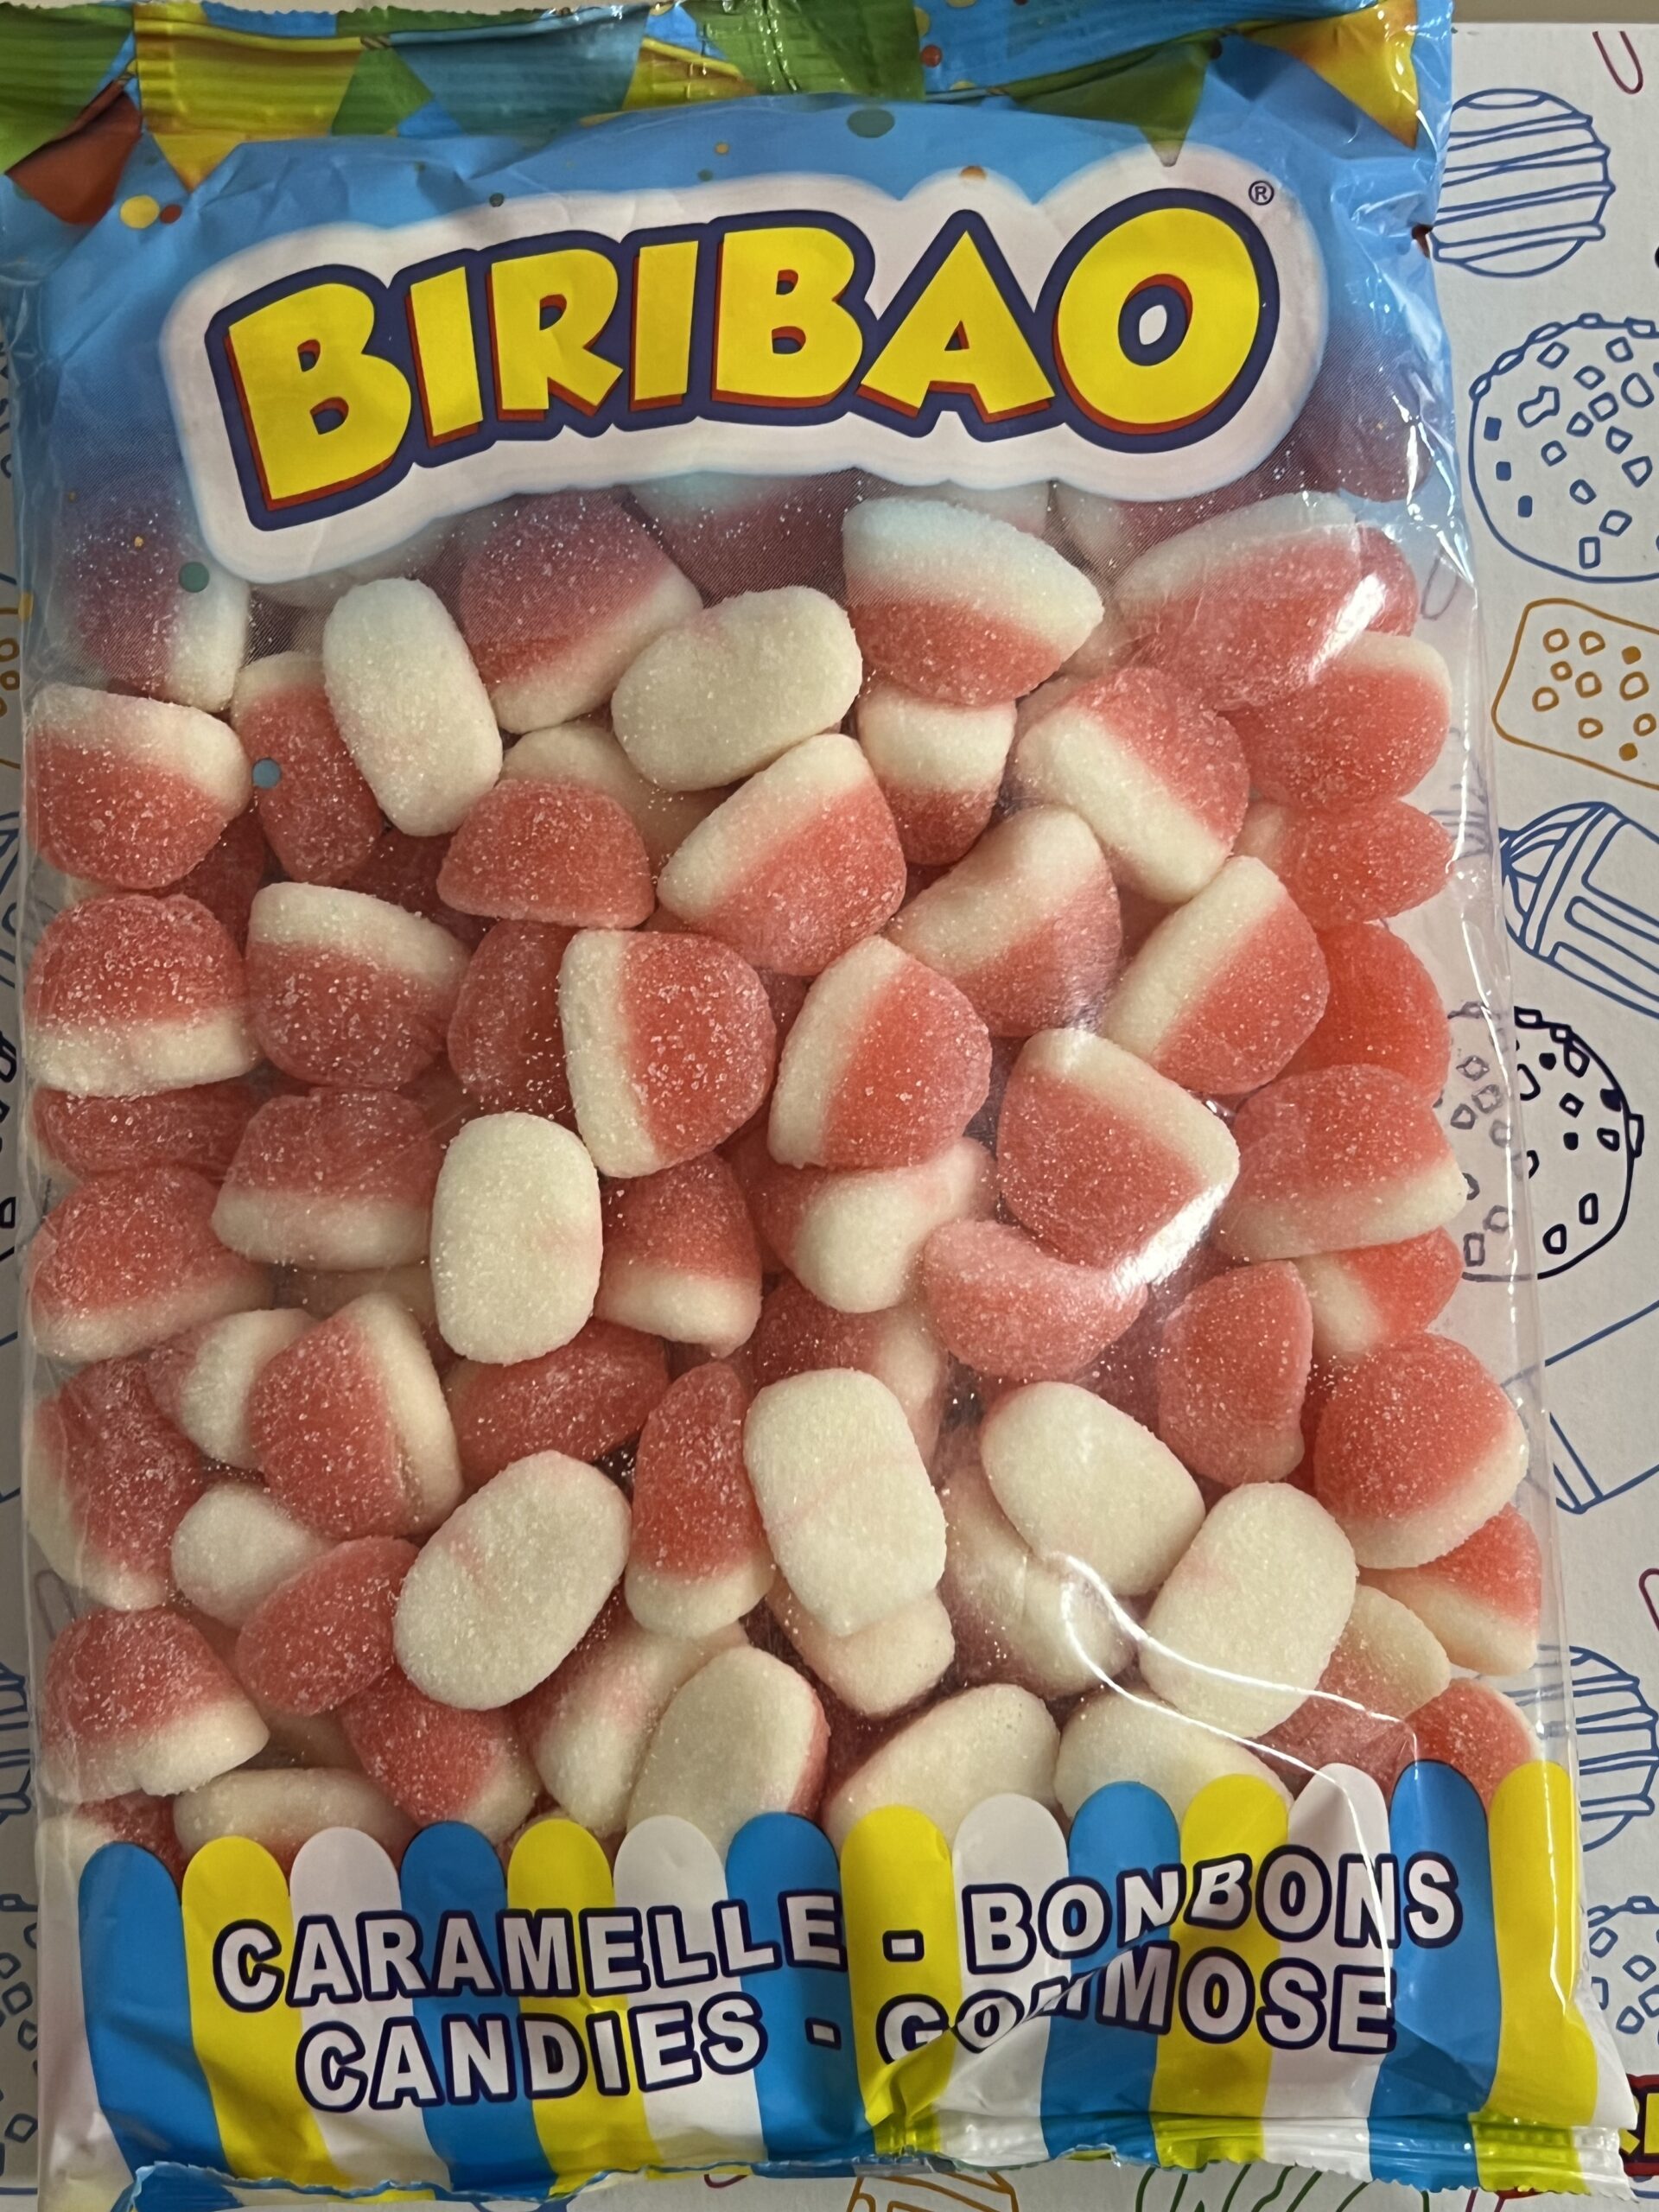 BIRIBAO®
CARAMELLE - BONBONS
CANDIES - GOMMOSE